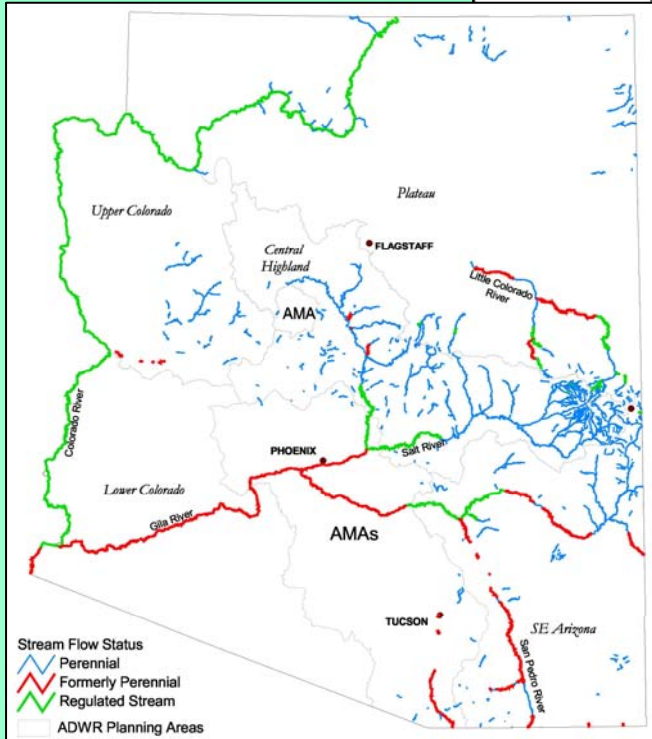 Upper Colorado
Plateau
Central
Highland
FLAGSTAFF
AMA
Little Colorado
River
Colorado River
PHOENIX
Salt River
Lower Colorado
Gila River
AMAs
TUCSON
SE Arizona
San Pedro River
Stream Flow Status
Perennial
Formerly Perennial
Regulated Stream
ADWR Planning Areas